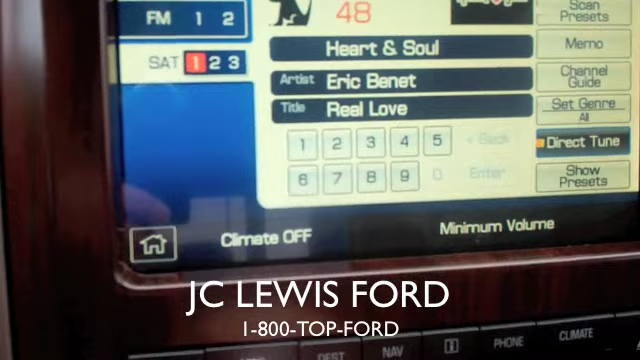 FM 1 2
48
Scan
Presets
Memo
SAT 1 2 3
Heart & Soul
Artist Eric Benet
Channel
Guide
Title Real Love
Set Genre
All
1 2 3 4 5 < Back
Direct Tune
6 7 8 9 0 Enter
Show
Presets
Climate OFF
Minimum Volume
JC LEWIS FORD
1-800-TOP-FORD
DEST NAV PHONE CLIMATE